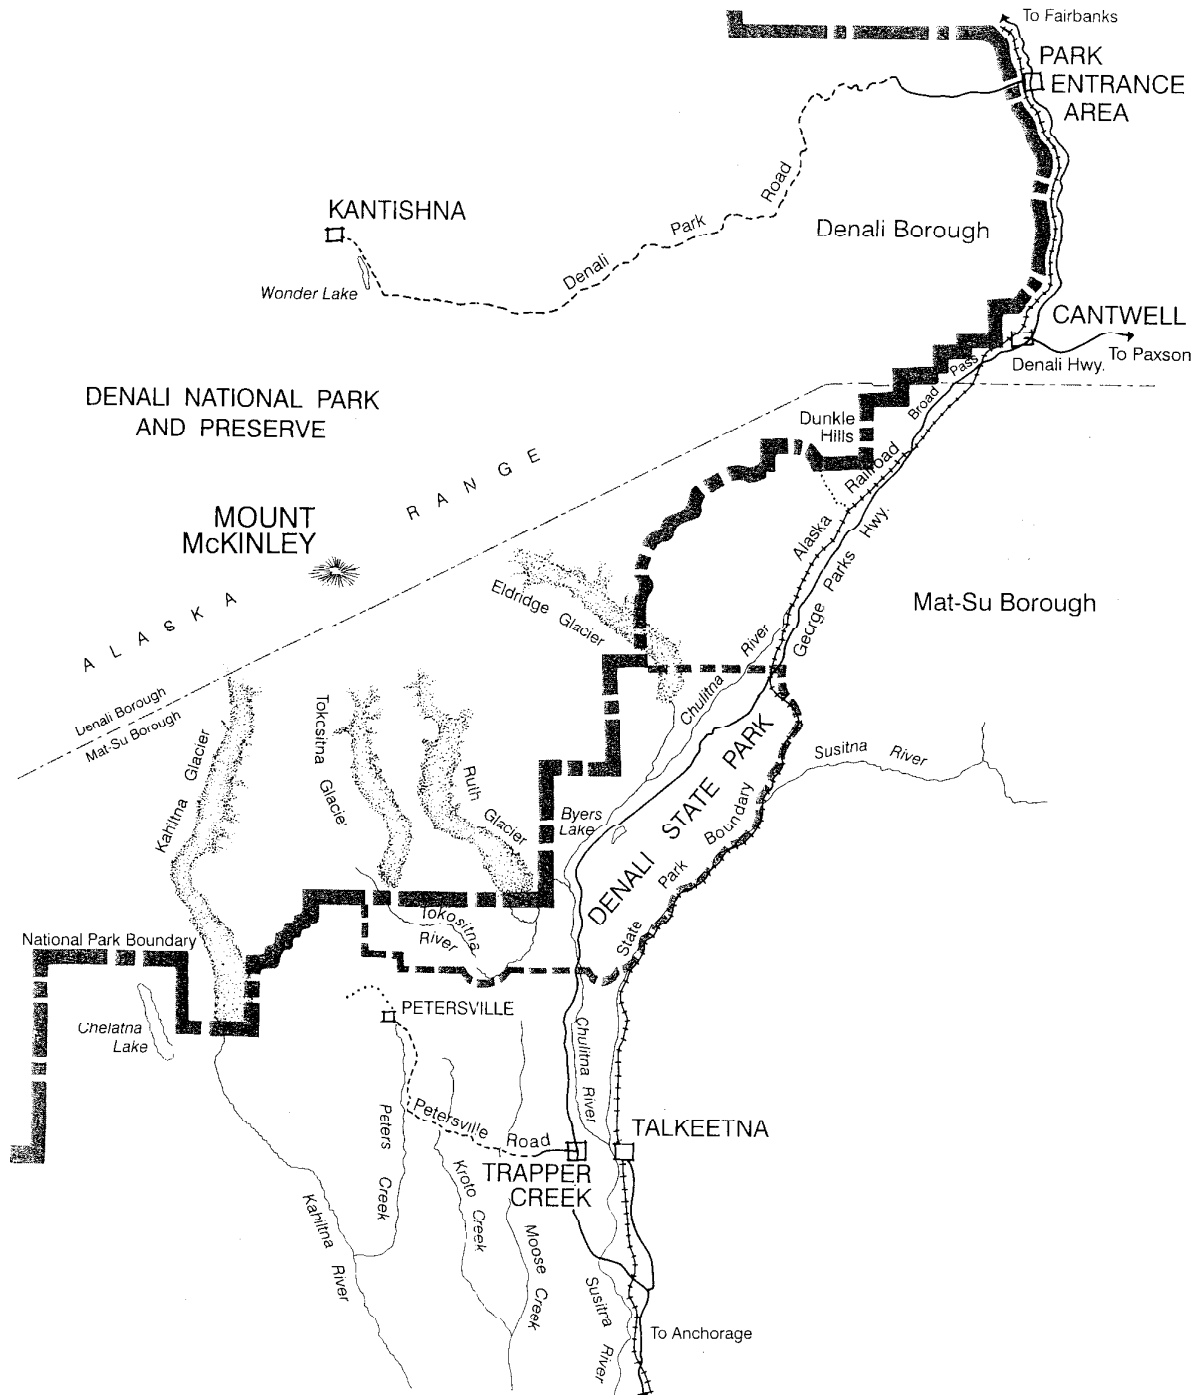 To Fairbanks
PARK
ENTRANCE
AREA
KANTISHNA
Wonder Lake
Denali Park Road
Denali Borough
CANTWELL
To Paxson
Denali Hwy.
Broad Pass
DENALI NATIONAL PARK
AND PRESERVE
Dunkle
Hills
ALASKA RANGE
MOUNT
McKINLEY
Alaska Railroad
George Parks Hwy.
Mat-Su Borough
Eldridge Glacier
Chulitna River
Denali Borough
Mat-Su Borough
Kahiltna Glacier
Tokositna Glacier
Ruth Glacier
Susitna River
Byers
Lake
DENALI STATE PARK
State Park Boundary
Tokositna
River
National Park Boundary
Chelatna
Lake
PETERSVILLE
Chulitna River
Peters Creek
Petersville Road
TALKEETNA
TRAPPER
CREEK
Kroto Creek
Moose Creek
Kahiltna River
Susitra River
To Anchorage